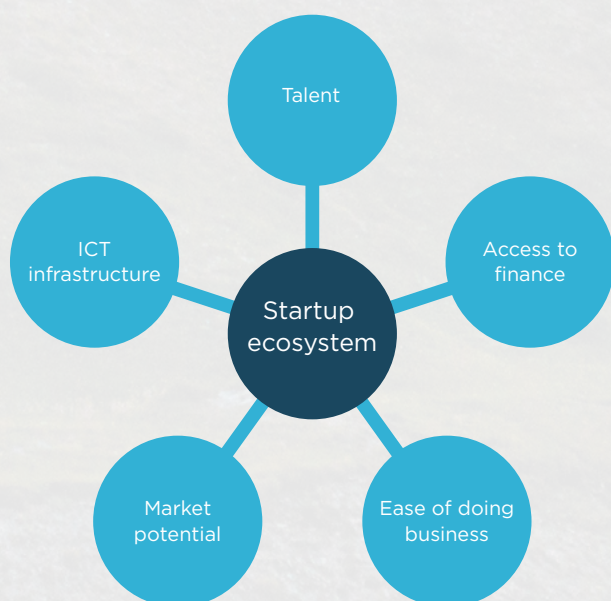 Talent
ICT
infrastructure
Access to
finance
Startup
ecosystem
Market
potential
Ease of doing
business